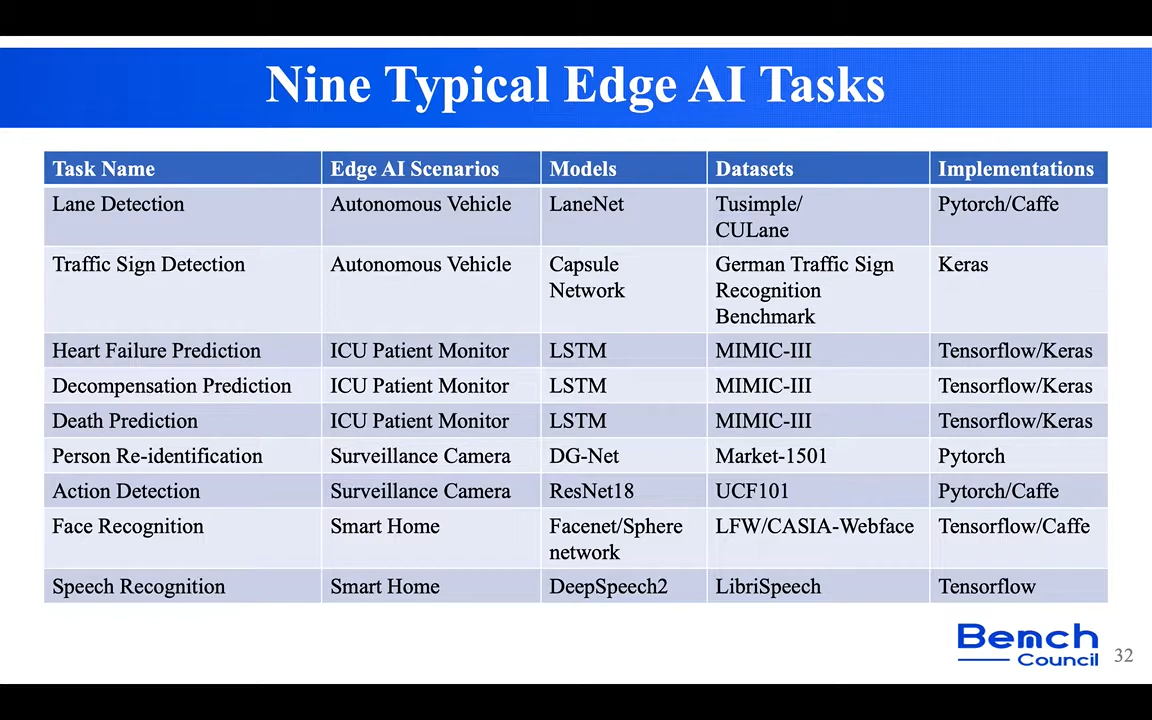 Nine Typical Edge AI Tasks
Task Name Edge AI Scenarios Models Datasets Implementations
Lane Detection Autonomous Vehicle LaneNet Tusimple/ Pytorch/Caffe
CULane
Traffic Sign Detection Autonomous Vehicle Capsule German Traffic Sign Keras
Network Recognition
Benchmark
Heart Failure Prediction ICU Patient Monitor LSTM MIMIC-III Tensorflow/Keras
Decompensation Prediction ICU Patient Monitor LSTM MIMIC-III Tensorflow/Keras
Death Prediction ICU Patient Monitor LSTM MIMIC-III Tensorflow/Keras
Person Re-identification Surveillance Camera DG-Net Market-1501 Pytorch
Action Detection Surveillance Camera ResNet18 UCF101 Pytorch/Caffe
Face Recognition Smart Home Facenet/Sphere LFW/CASIA-Webface Tensorflow/Caffe
network
Speech Recognition Smart Home DeepSpeech2 LibriSpeech Tensorflow
Bench
Council
32